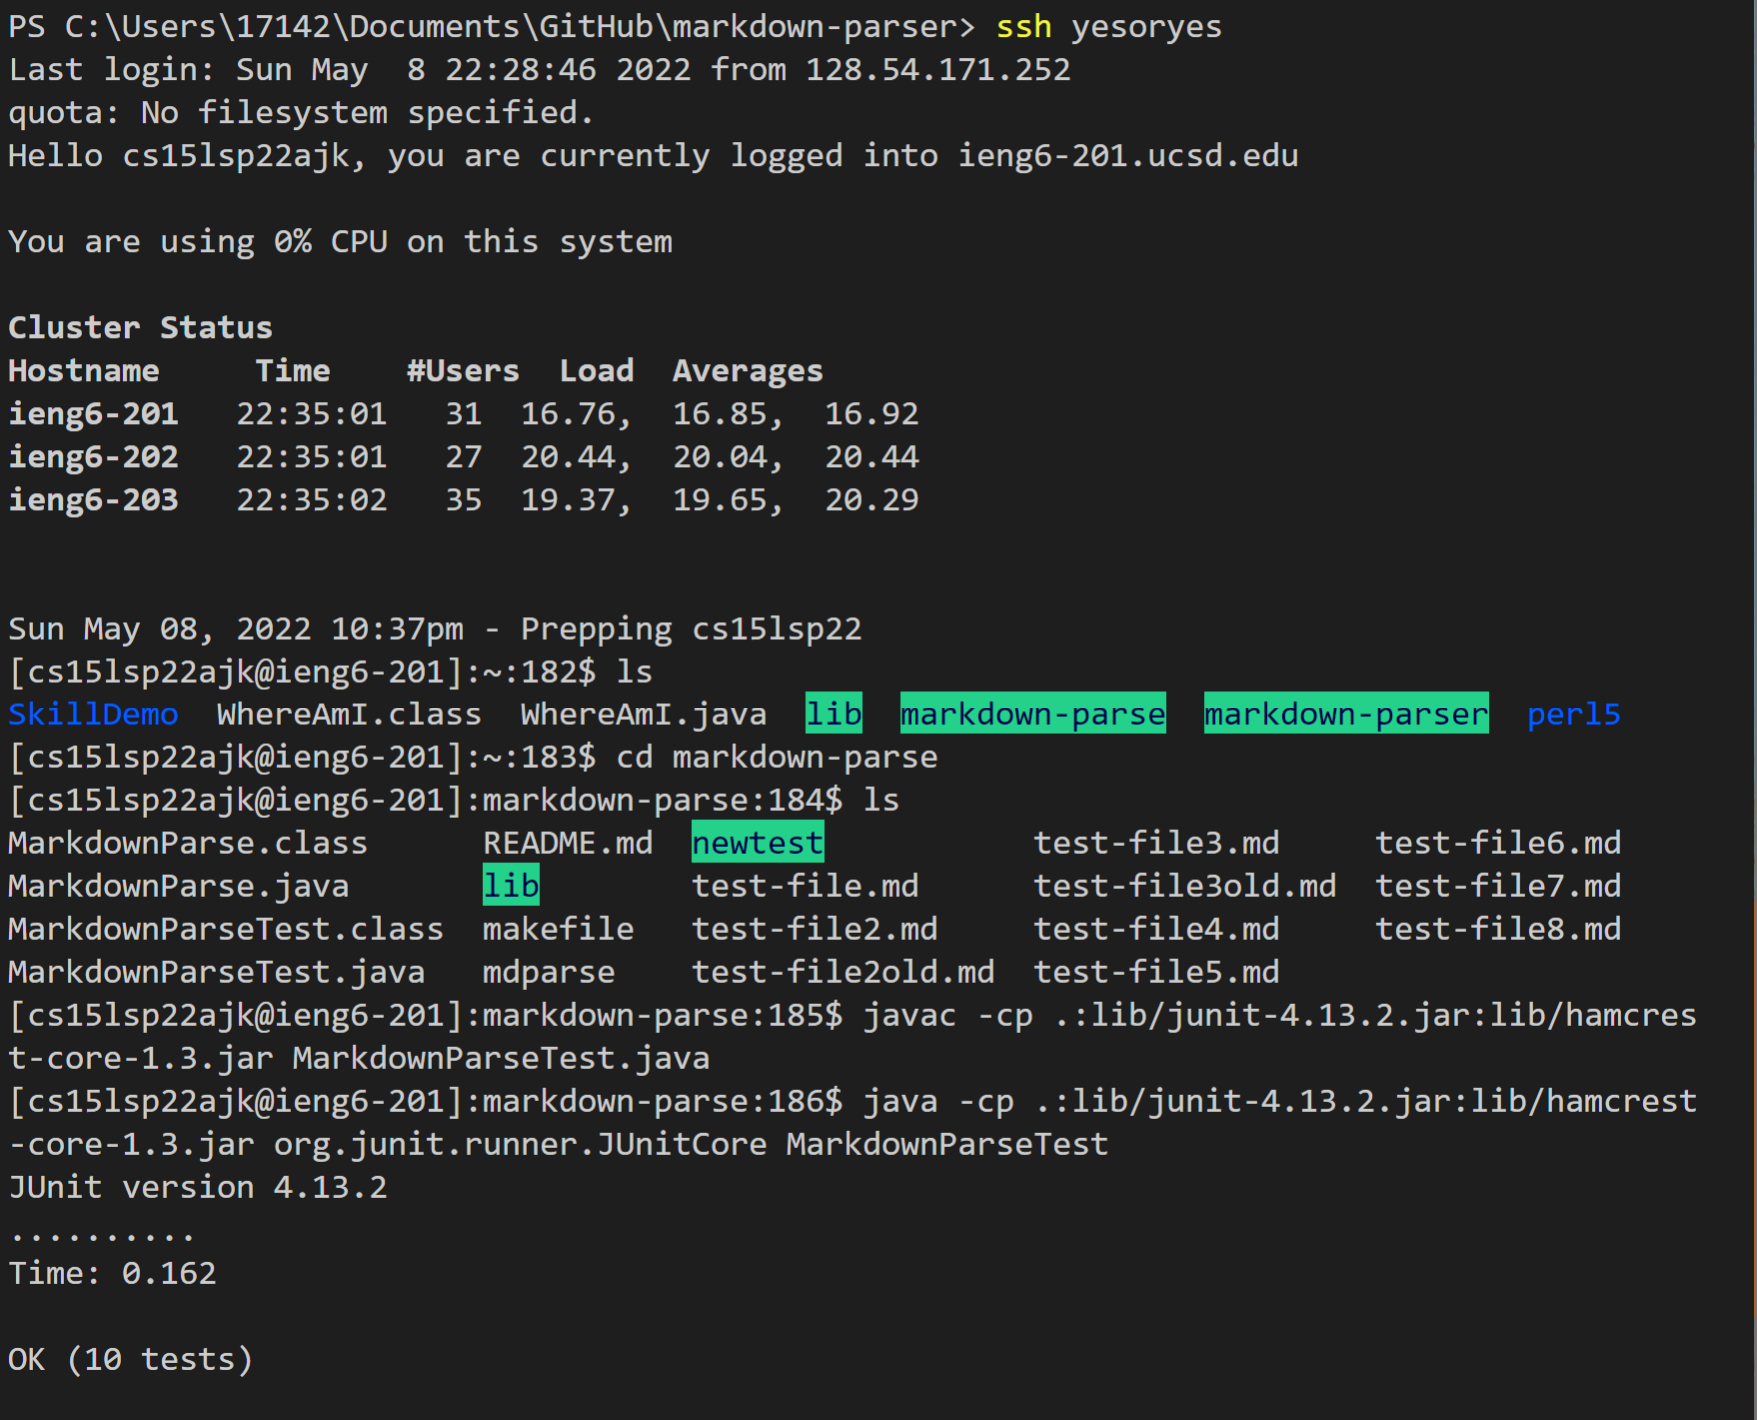 PS C:\Users\17142\Documents\GitHub\markdown-parser> ssh yesoryes
Last login: Sun May  8 22:28:46 2022 from 128.54.171.252
quota: No filesystem specified.
Hello cs15lsp22ajk, you are currently logged into ieng6-201.ucsd.edu
You are using 0% CPU on this system
Cluster Status
Hostname     Time    #Users  Load  Averages
ieng6-201   22:35:01   31  16.76,  16.85,  16.92
ieng6-202   22:35:01   27  20.44,  20.04,  20.44
ieng6-203   22:35:02   35  19.37,  19.65,  20.29
Sun May 08, 2022 10:37pm - Prepping cs15lsp22
[cs15lsp22ajk@ieng6-201]:~:182$ ls
SkillDemo  WhereAmI.class  WhereAmI.java  lib  markdown-parse  markdown-parser  perl5
[cs15lsp22ajk@ieng6-201]:~:183$ cd markdown-parse
[cs15lsp22ajk@ieng6-201]:markdown-parse:184$ ls
MarkdownParse.class      README.md  newtest           test-file3.md     test-file6.md
MarkdownParse.java       lib        test-file.md      test-file3old.md  test-file7.md
MarkdownParseTest.class  makefile   test-file2.md     test-file4.md     test-file8.md
MarkdownParseTest.java   mdparse    test-file2old.md  test-file5.md
[cs15lsp22ajk@ieng6-201]:markdown-parse:185$ javac -cp .:lib/junit-4.13.2.jar:lib/hamcres
t-core-1.3.jar MarkdownParseTest.java
[cs15lsp22ajk@ieng6-201]:markdown-parse:186$ java -cp .:lib/junit-4.13.2.jar:lib/hamcrest
-core-1.3.jar org.junit.runner.JUnitCore MarkdownParseTest
JUnit version 4.13.2
..........
Time: 0.162
OK (10 tests)